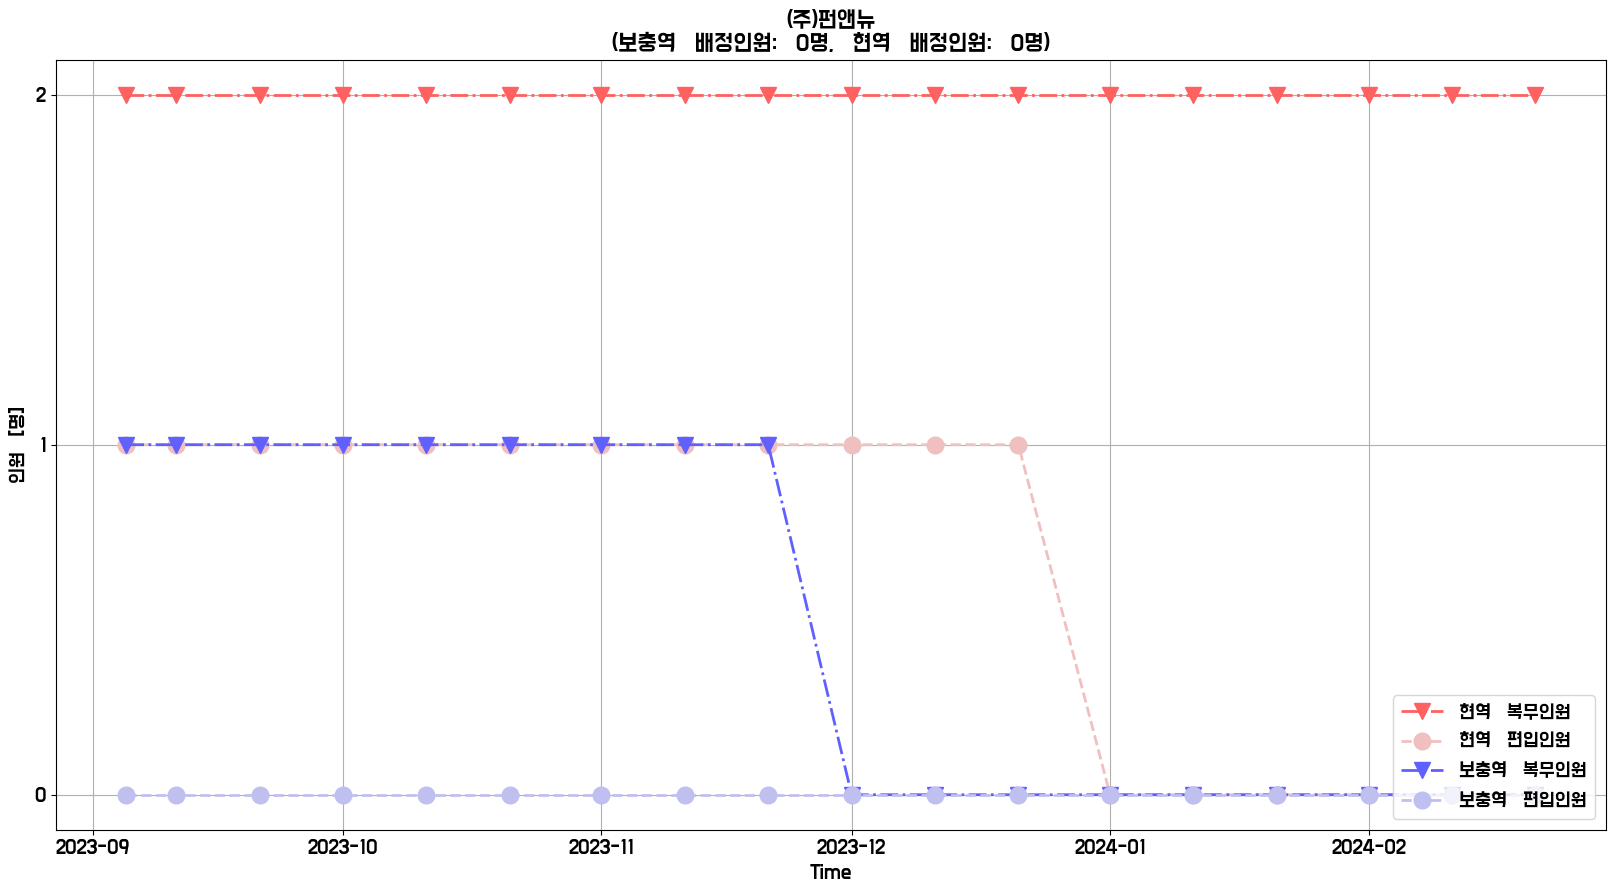 (주)펀앤뉴
(보충역 배정인원: 0명, 현역 배정인원: 0명)
2
1
0
인원 [명]
2023-09
2023-10
2023-11
2023-12
2024-01
2024-02
Time
현역 복무인원
현역 편입인원
보충역 복무인원
보충역 편입인원